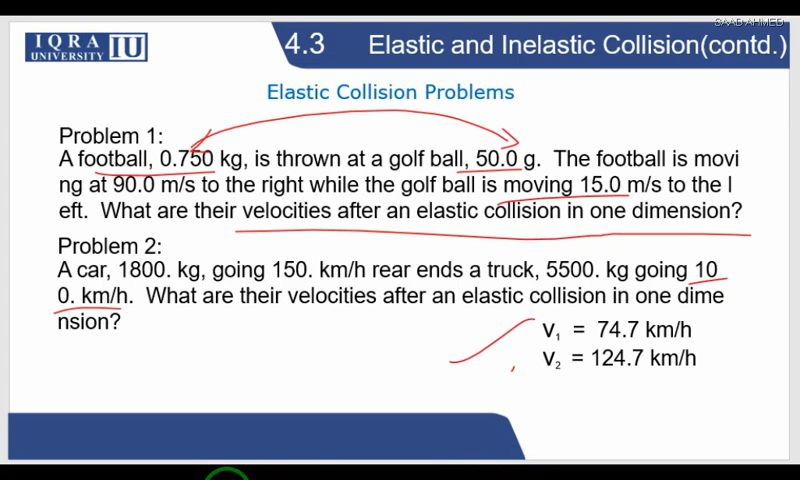 SAAD AHMED
IQRA
UNIVERSITY IU
4.3 Elastic and Inelastic Collision(contd.)
Elastic Collision Problems
Problem 1:
A football, 0.750 kg, is thrown at a golf ball, 50.0 g. The football is movi
ng at 90.0 m/s to the right while the golf ball is moving 15.0 m/s to the l
eft. What are their velocities after an elastic collision in one dimension?
Problem 2:
A car, 1800. kg, going 150. km/h rear ends a truck, 5500. kg going 10
0. km/h. What are their velocities after an elastic collision in one dime
nsion?
v₁ = 74.7 km/h
v₂ = 124.7 km/h